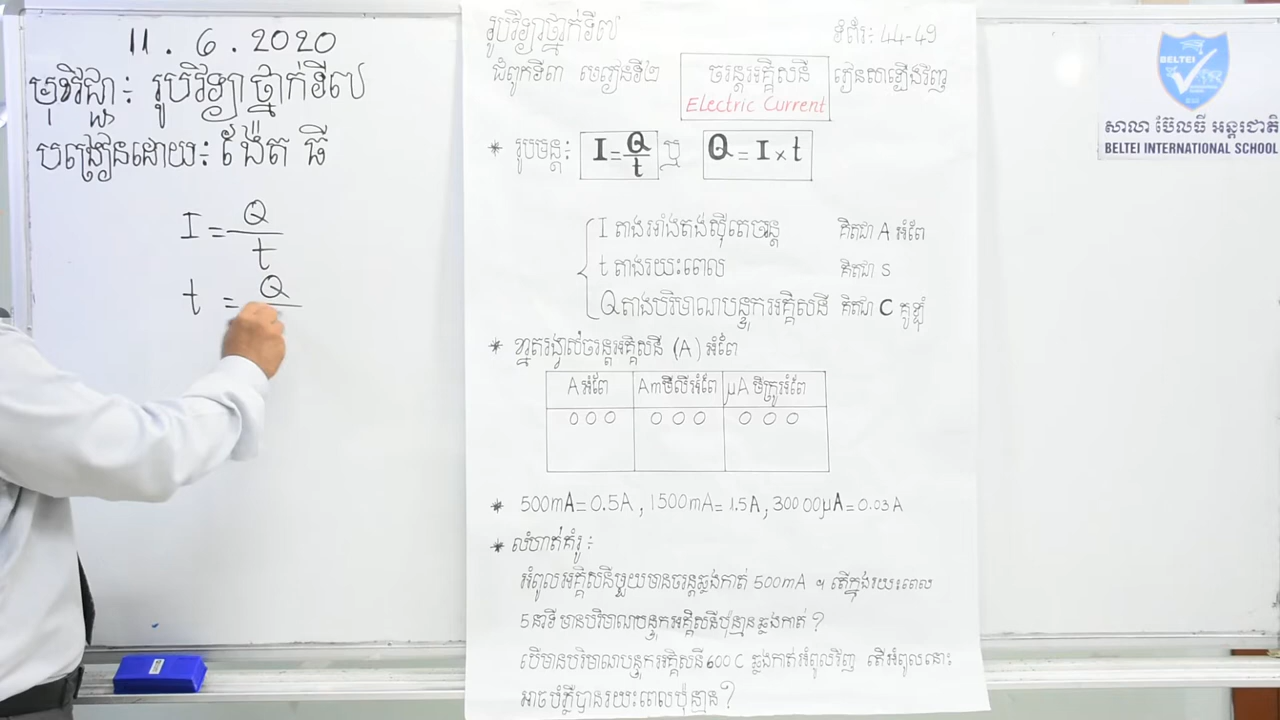 11 . 6 . 2020
មុខវិជ្ជា: រូបវិទ្យាថ្នាក់ទី៧
បង្រៀនដោយ: ង៉ែត ធី
I = Q/t
t = Q
រូបវិទ្យាថ្នាក់ទី៧ ទំព័រ: 44-49
ជំពូកទី៣ មេរៀនទី២ ចរន្តអគ្គិសនី រៀនសាឡើងវិញ
Electric Current
* រូបមន្ត: I = Q/t ឬ Q = I × t
I តាងអាំងតង់ស៊ីតេចរន្ត គិតជា A អំពែ
t តាងរយៈពេល គិតជា s
Q តាងបរិមាណបន្ទុកអគ្គិសនី គិតជា C គូឡុំ
* ខ្នាតរង្វាស់ចរន្តអគ្គិសនី (A) អំពែ
A អំពែ Am មីលីអំពែ µA មីក្រូអំពែ
0 0 0 0 0 0 0 0 0
* 500mA = 0.5A , 1500mA = 1.5A , 30000µA = 0.03A
* លំហាត់គំរូ :
អំពូលអគ្គិសនីមួយមានចរន្តឆ្លងកាត់ 500mA ។ តើក្នុងរយៈពេល
5 នាទី មានបរិមាណបន្ទុកអគ្គិសនីប៉ុន្មានឆ្លងកាត់ ?
បើមានបរិមាណបន្ទុកអគ្គិសនី 600 C ឆ្លងកាត់អំពូលវិញ តើអំពូលនោះ
អាចបំភ្លឺបានរយៈពេលប៉ុន្មាន ?
BELTEI
សាលា ប៊ែលធី អន្តរជាតិ
BELTEI INTERNATIONAL SCHOOL